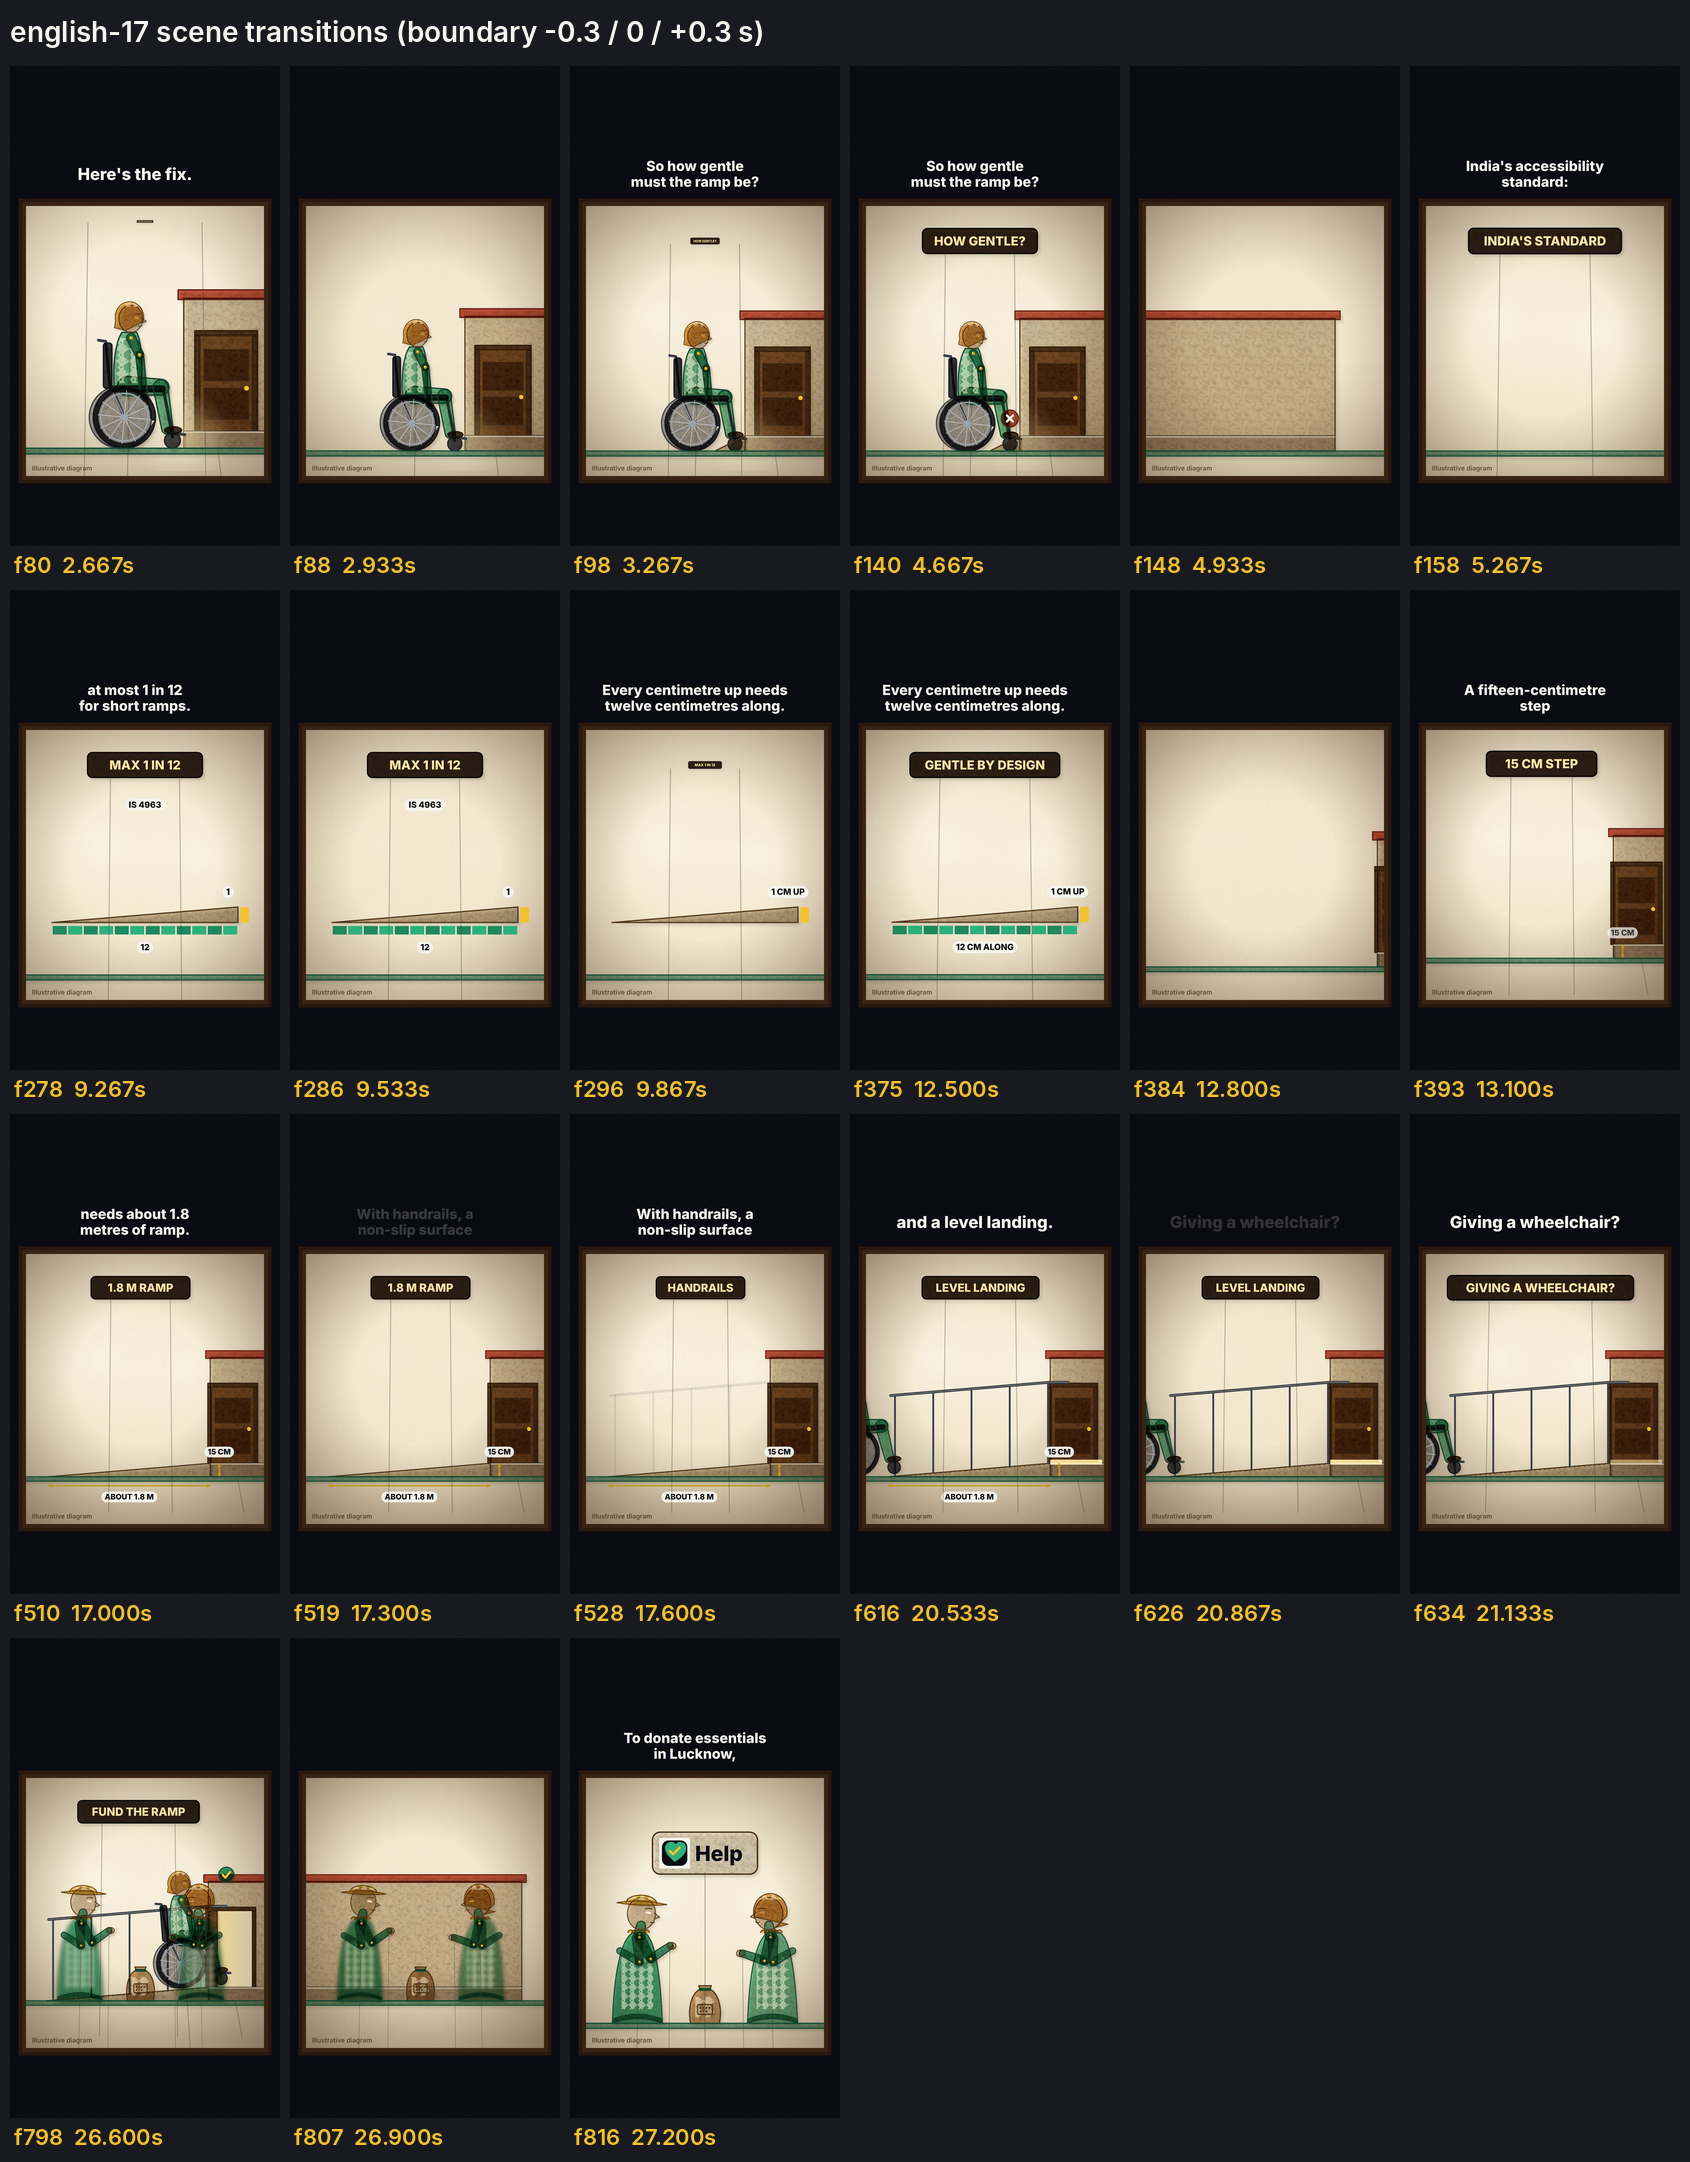 english-17 scene transitions (boundary -0.3 / 0 / +0.3 s)
Here's the fix.
Illustrative diagram
f80 2.667s
Illustrative diagram
f88 2.933s
So how gentle
must the ramp be?
HOW GENTLE?
Illustrative diagram
f98 3.267s
So how gentle
must the ramp be?
HOW GENTLE?
Illustrative diagram
f140 4.667s
Illustrative diagram
f148 4.933s
India's accessibility
standard:
INDIA'S STANDARD
Illustrative diagram
f158 5.267s
at most 1 in 12
for short ramps.
MAX 1 IN 12
IS 4963
1
12
Illustrative diagram
f278 9.267s
MAX 1 IN 12
IS 4963
1
12
Illustrative diagram
f286 9.533s
Every centimetre up needs
twelve centimetres along.
MAX 1 IN 12
1 CM UP
Illustrative diagram
f296 9.867s
Every centimetre up needs
twelve centimetres along.
GENTLE BY DESIGN
1 CM UP
12 CM ALONG
Illustrative diagram
f375 12.500s
Illustrative diagram
f384 12.800s
A fifteen-centimetre
step
15 CM STEP
15 CM
Illustrative diagram
f393 13.100s
needs about 1.8
metres of ramp.
1.8 M RAMP
15 CM
ABOUT 1.8 M
Illustrative diagram
f510 17.000s
With handrails, a
non-slip surface
1.8 M RAMP
15 CM
ABOUT 1.8 M
Illustrative diagram
f519 17.300s
With handrails, a
non-slip surface
HANDRAILS
15 CM
ABOUT 1.8 M
Illustrative diagram
f528 17.600s
and a level landing.
LEVEL LANDING
15 CM
ABOUT 1.8 M
Illustrative diagram
f616 20.533s
Giving a wheelchair?
LEVEL LANDING
Illustrative diagram
f626 20.867s
Giving a wheelchair?
GIVING A WHEELCHAIR?
Illustrative diagram
f634 21.133s
FUND THE RAMP
Illustrative diagram
f798 26.600s
Illustrative diagram
f807 26.900s
To donate essentials
in Lucknow,
Help
Illustrative diagram
f816 27.200s